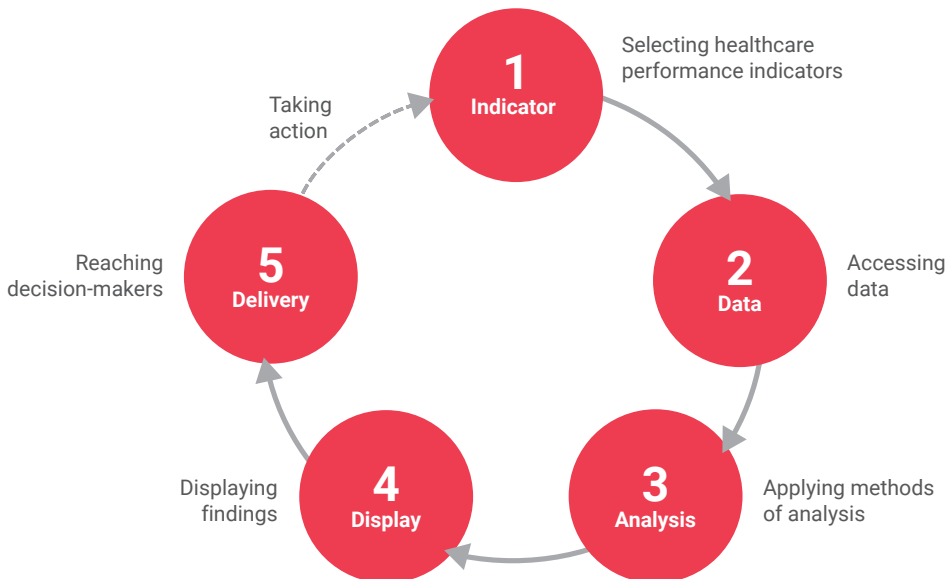 1
Indicator
Selecting healthcare
performance indicators
2
Data
Accessing
data
3
Analysis
Applying methods
of analysis
4
Display
Displaying
findings
5
Delivery
Reaching
decision-makers
Taking
action